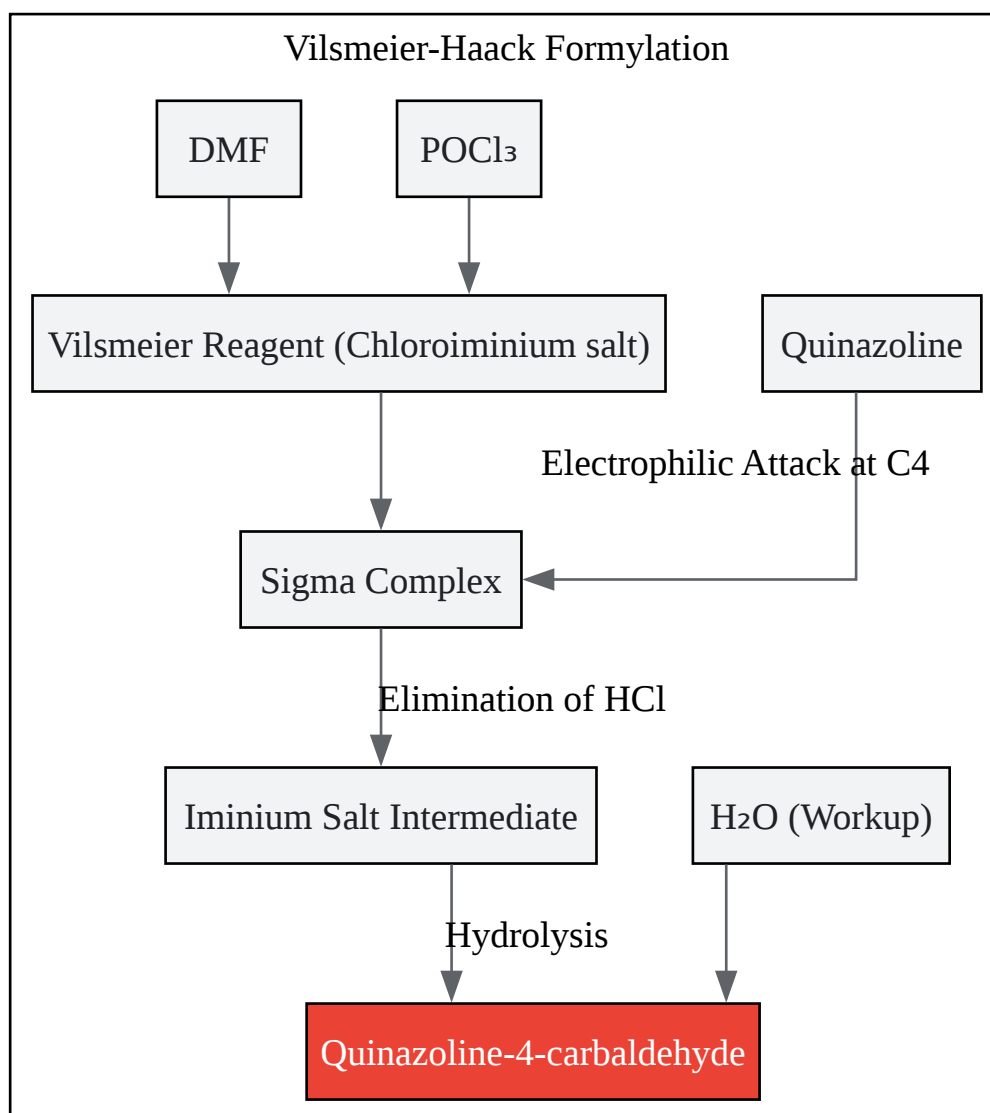 Vilsmeier-Haack Formylation
DMF
POCl₃
Vilsmeier Reagent (Chloroiminium salt)
Quinazoline
Electrophilic Attack at C4
Sigma Complex
Elimination of HCl
Iminium Salt Intermediate
H₂O (Workup)
Hydrolysis
Quinazoline-4-carbaldehyde